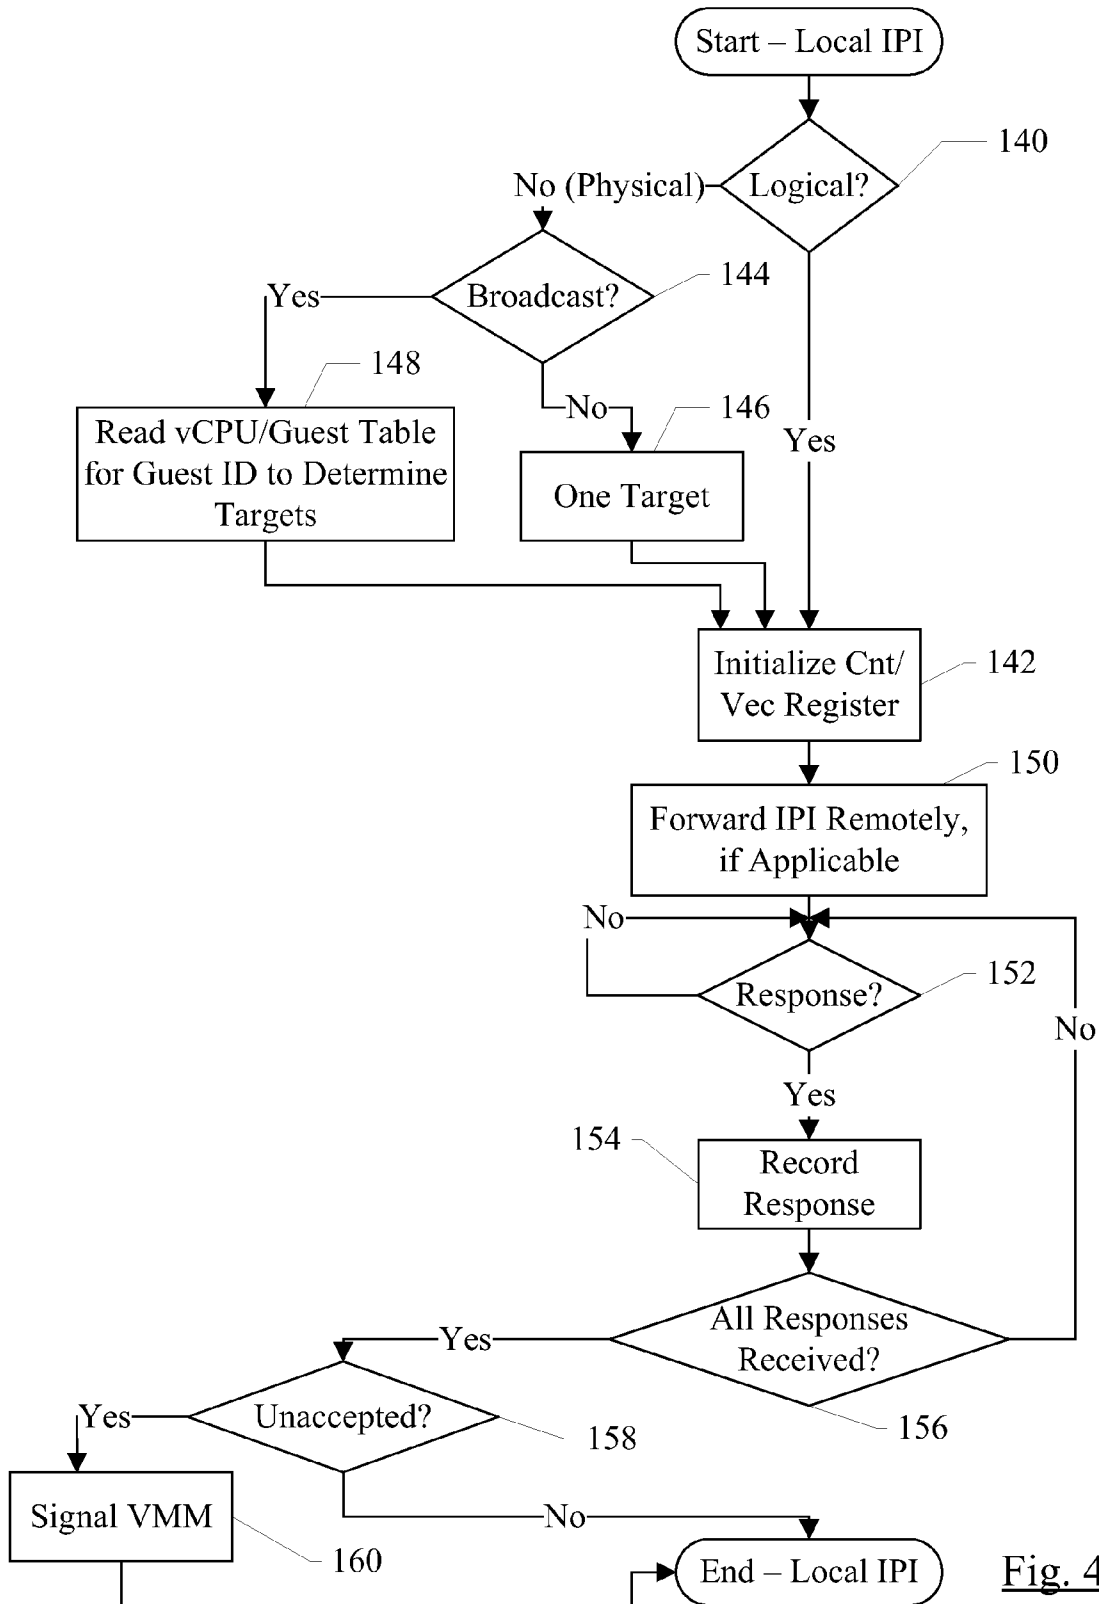 Start – Local IPI
140
Logical?
No (Physical)
144
Broadcast?
Yes
148
No
146
Yes
Read vCPU/Guest Table
for Guest ID to Determine
Targets
One Target
Initialize Cnt/
Vec Register
142
150
Forward IPI Remotely,
if Applicable
No
Response?
152
No
Yes
154
Record
Response
All Responses
Received?
Yes
156
Unaccepted?
Yes
158
Signal VMM
No
160
End – Local IPI
Fig. 4